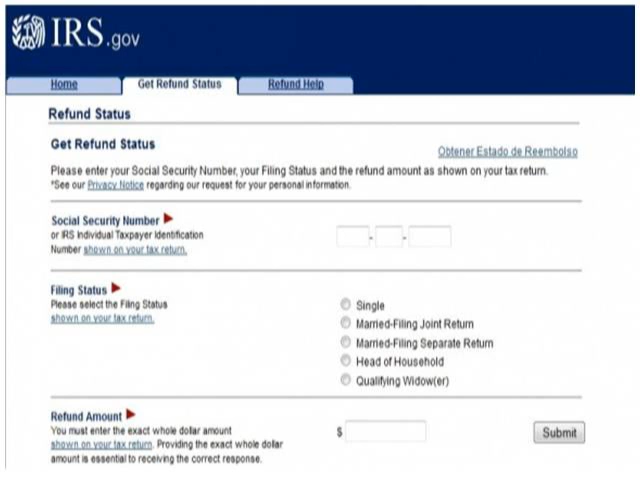 IRS.gov
Home Get Refund Status Refund Help
Refund Status
Get Refund Status
Obtener Estado de Reembolso
Please enter your Social Security Number, your Filing Status and the refund amount as shown on your tax return.
*See our Privacy Notice regarding our request for your personal information.
Social Security Number
or IRS Individual Taxpayer Identification
Number shown on your tax return.
- -
Filing Status
Please select the Filing Status
shown on your tax return.
Single
Married-Filing Joint Return
Married-Filing Separate Return
Head of Household
Qualifying Widow(er)
Refund Amount
You must enter the exact whole dollar amount
shown on your tax return. Providing the exact whole dollar
amount is essential to receiving the correct response.
$
Submit